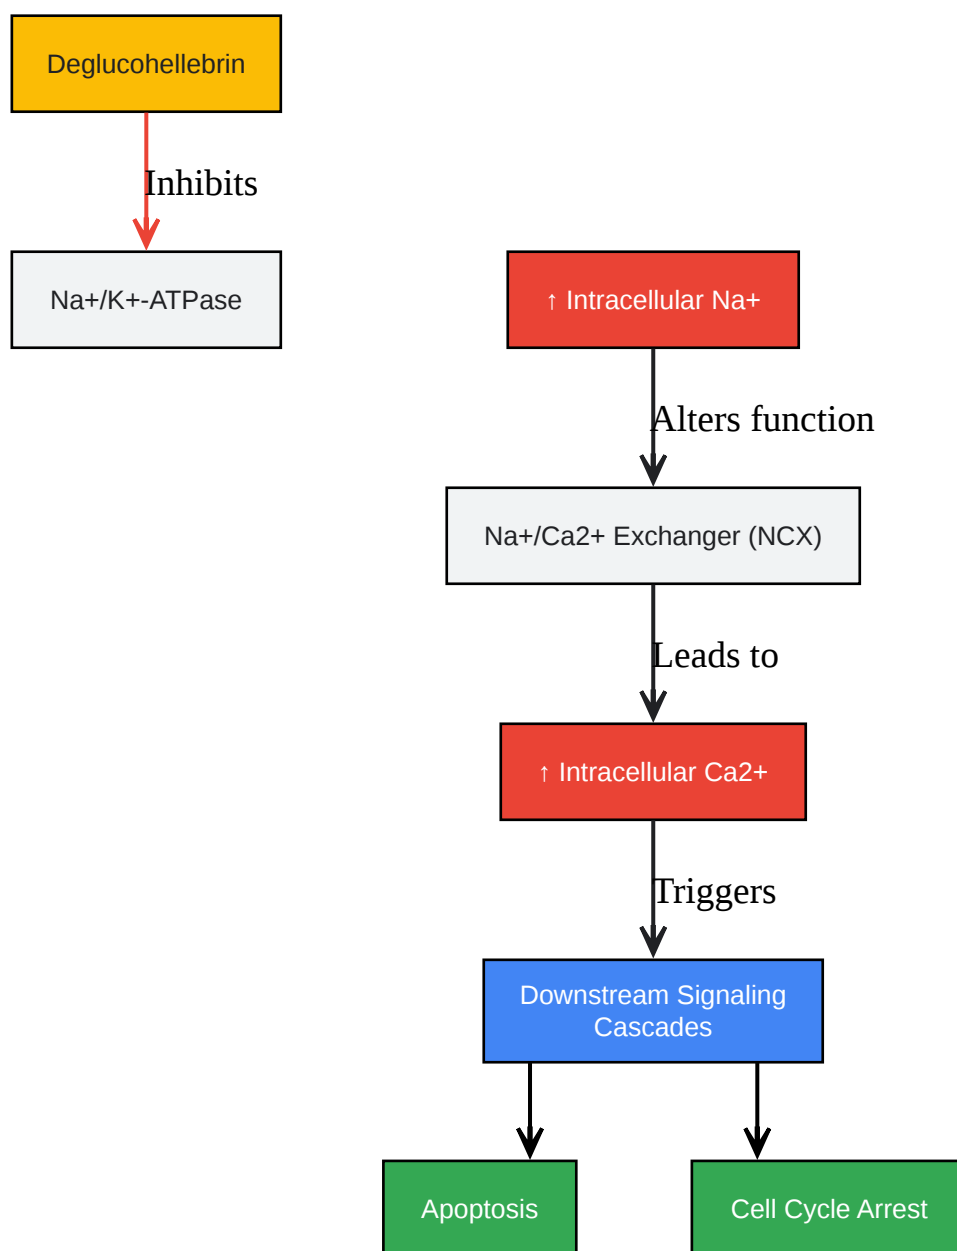 Deglucohellebrin
Inhibits
Na+/K+-ATPase
↑ Intracellular Na+
Alters function
Na+/Ca2+ Exchanger (NCX)
Leads to
↑ Intracellular Ca2+
Triggers
Downstream Signaling
Cascades
Apoptosis
Cell Cycle Arrest